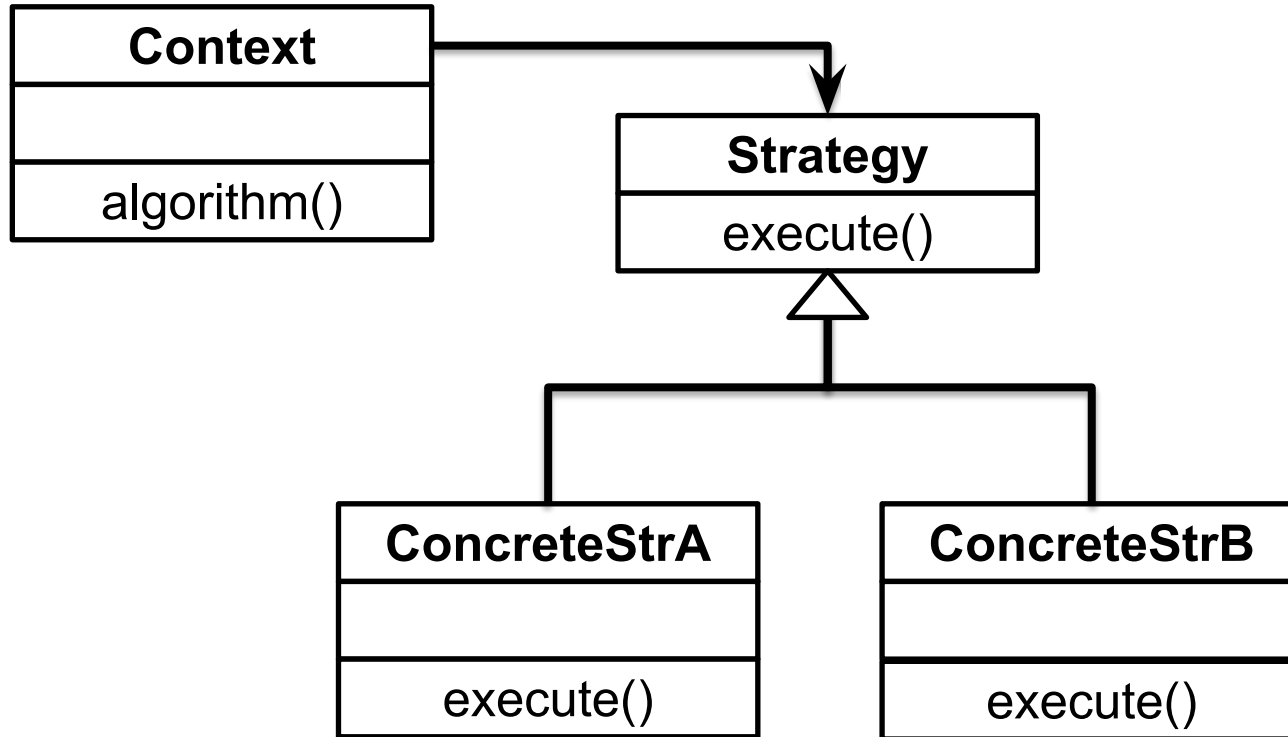 Context
algorithm()
Strategy
execute()
ConcreteStrA
execute()
ConcreteStrB
execute()